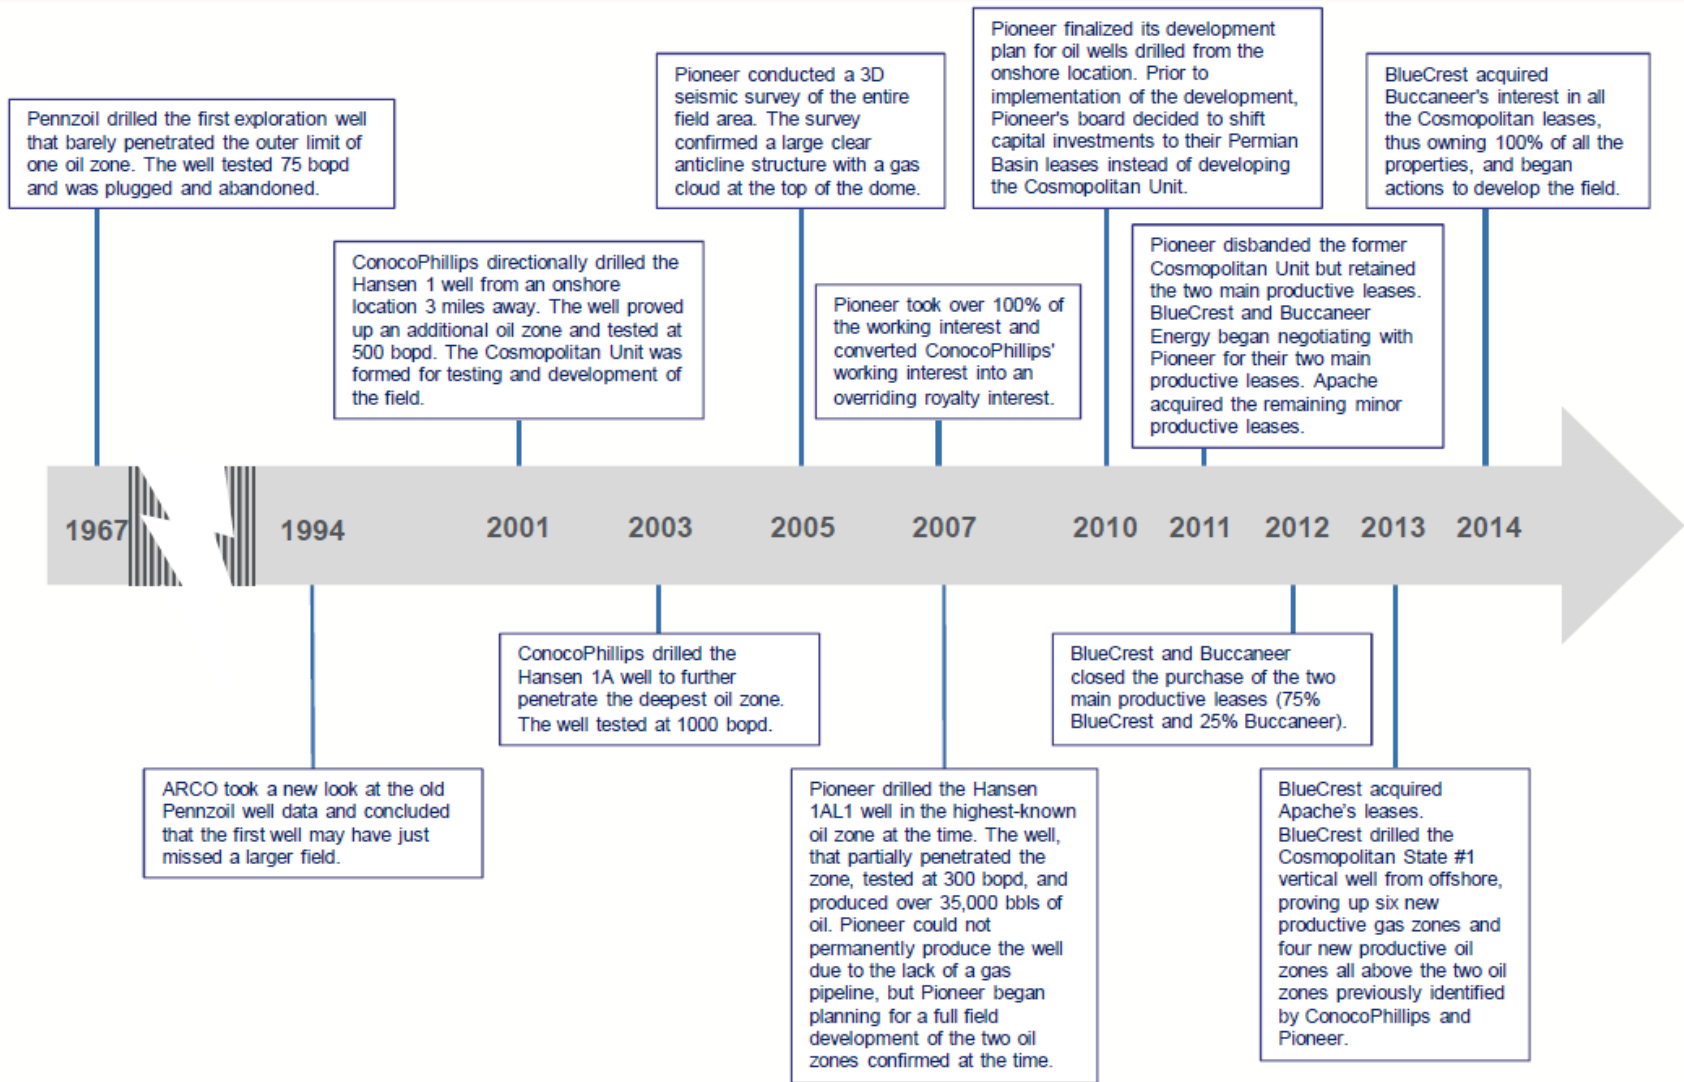 Pennzoil drilled the first exploration well
that barely penetrated the outer limit of
one oil zone. The well tested 75 bopd
and was plugged and abandoned.
ConocoPhillips directionally drilled the
Hansen 1 well from an onshore
location 3 miles away. The well proved
up an additional oil zone and tested at
500 bopd. The Cosmopolitan Unit was
formed for testing and development of
the field.
Pioneer conducted a 3D
seismic survey of the entire
field area. The survey
confirmed a large clear
anticline structure with a gas
cloud at the top of the dome.
Pioneer took over 100% of
the working interest and
converted ConocoPhillips'
working interest into an
overriding royalty interest.
Pioneer finalized its development
plan for oil wells drilled from the
onshore location. Prior to
implementation of the development,
Pioneer's board decided to shift
capital investments to their Permian
Basin leases instead of developing
the Cosmopolitan Unit.
Pioneer disbanded the former
Cosmopolitan Unit but retained
the two main productive leases.
BlueCrest and Buccaneer
Energy began negotiating with
Pioneer for their two main
productive leases. Apache
acquired the remaining minor
productive leases.
BlueCrest acquired
Buccaneer's interest in all
the Cosmopolitan leases,
thus owning 100% of all the
properties, and began
actions to develop the field.
1967 1994 2001 2003 2005 2007 2010 2011 2012 2013 2014
ARCO took a new look at the old
Pennzoil well data and concluded
that the first well may have just
missed a larger field.
ConocoPhillips drilled the
Hansen 1A well to further
penetrate the deepest oil zone.
The well tested at 1000 bopd.
Pioneer drilled the Hansen
1AL1 well in the highest-known
oil zone at the time. The well,
that partially penetrated the
zone, tested at 300 bopd, and
produced over 35,000 bbls of
oil. Pioneer could not
permanently produce the well
due to the lack of a gas
pipeline, but Pioneer began
planning for a full field
development of the two oil
zones confirmed at the time.
BlueCrest and Buccaneer
closed the purchase of the two
main productive leases (75%
BlueCrest and 25% Buccaneer).
BlueCrest acquired
Apache's leases.
BlueCrest drilled the
Cosmopolitan State #1
vertical well from offshore,
proving up six new
productive gas zones and
four new productive oil
zones all above the two oil
zones previously identified
by ConocoPhillips and
Pioneer.